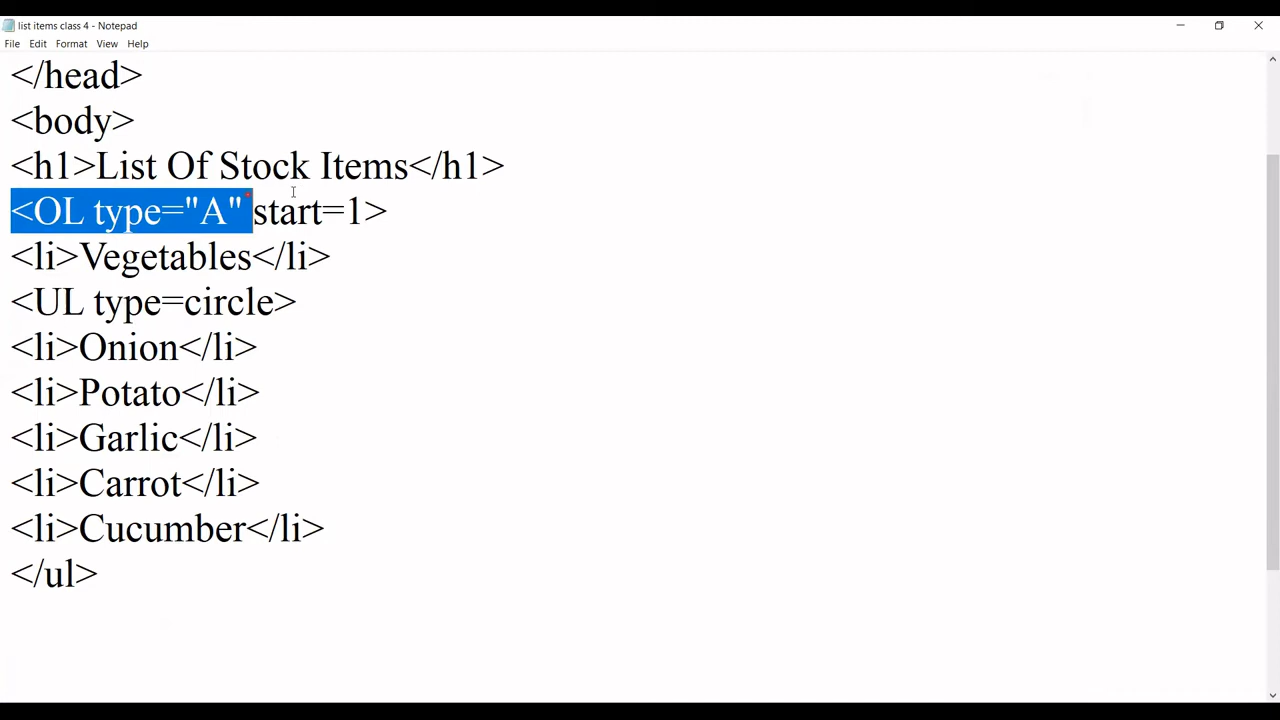 list items class 4 - Notepad
File Edit Format View Help
</head>
<body>
<h1>List Of Stock Items</h1>
<OL type="A" start=1>
<li>Vegetables</li>
<UL type=circle>
<li>Onion</li>
<li>Potato</li>
<li>Garlic</li>
<li>Carrot</li>
<li>Cucumber</li>
</ul>